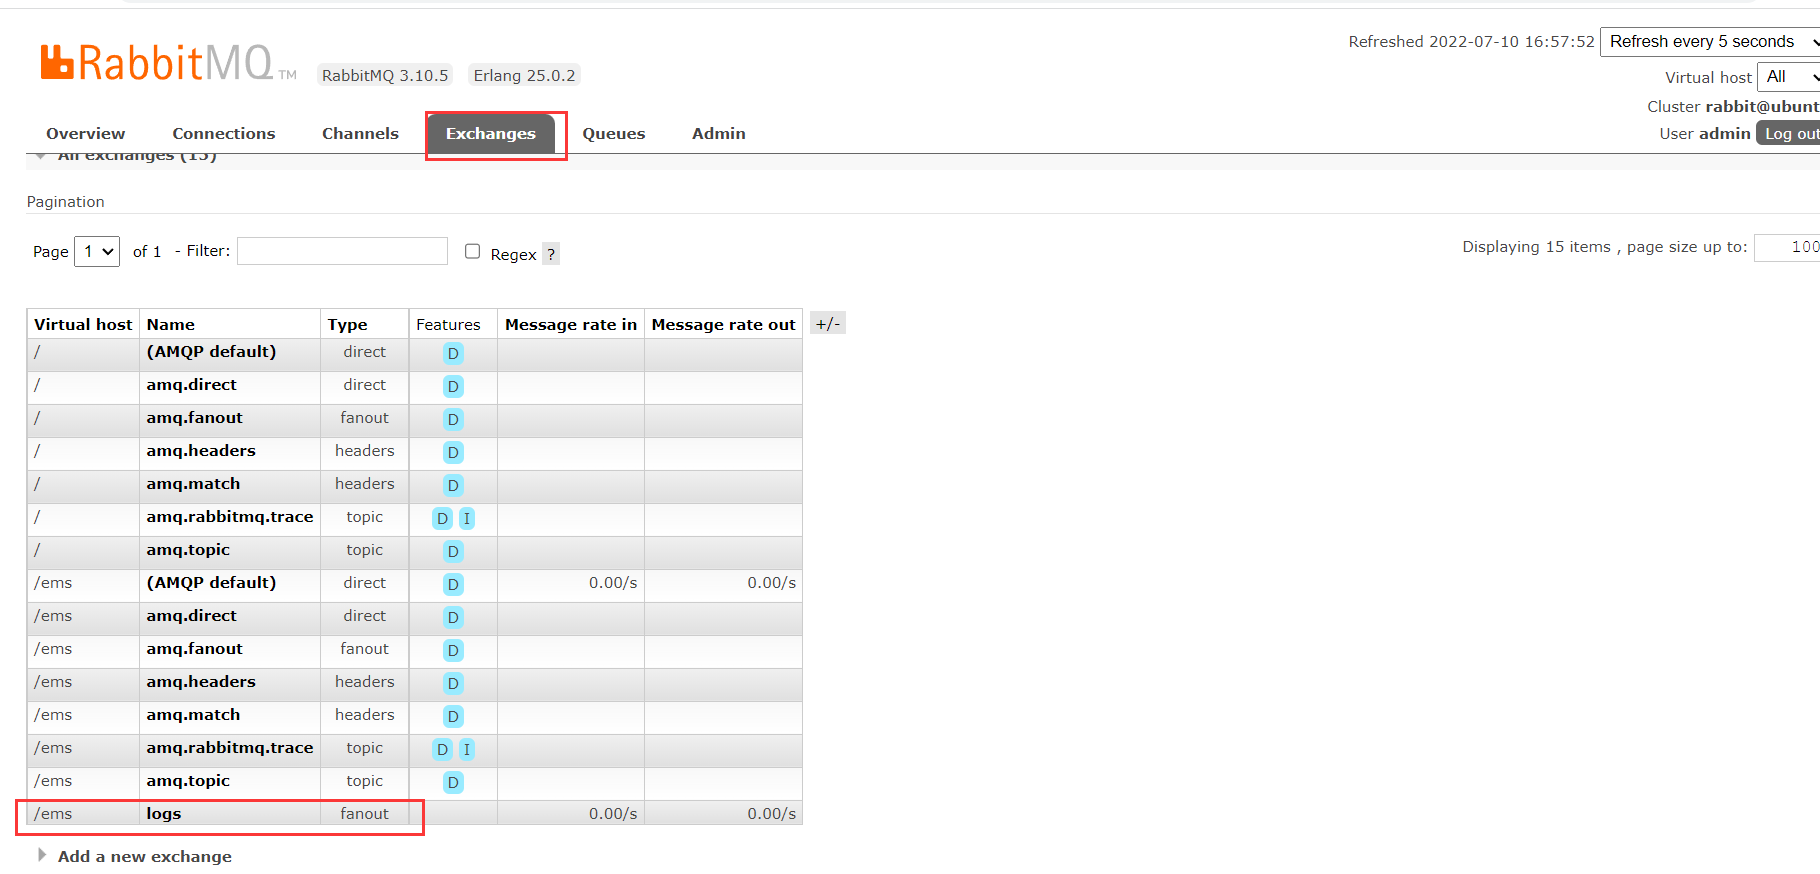 Refreshed 2022-07-10 16:57:52 Refresh every 5 seconds
RabbitMQ TM RabbitMQ 3.10.5 Erlang 25.0.2
Virtual host All
Cluster rabbit@ubunt
User admin Log out
Overview Connections Channels Exchanges Queues Admin
All exchanges (15)
Pagination
Page 1 of 1 - Filter: Regex ? Displaying 15 items , page size up to: 100
Virtual host Name Type Features Message rate in Message rate out +/-
/ (AMQP default) direct D
/ amq.direct direct D
/ amq.fanout fanout D
/ amq.headers headers D
/ amq.match headers D
/ amq.rabbitmq.trace topic D I
/ amq.topic topic D
/ems (AMQP default) direct D 0.00/s 0.00/s
/ems amq.direct direct D
/ems amq.fanout fanout D
/ems amq.headers headers D
/ems amq.match headers D
/ems amq.rabbitmq.trace topic D I
/ems amq.topic topic D
/ems logs fanout 0.00/s 0.00/s
Add a new exchange